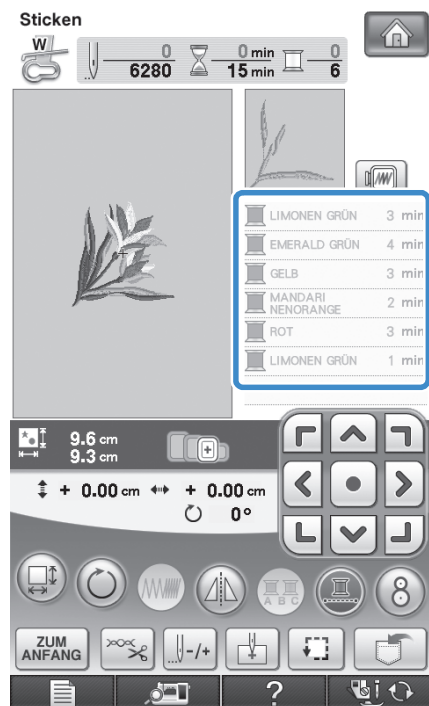 Sticken
W
0 0 min 0
6280 15 min 6
LIMONEN GRÜN 3 min
EMERALD GRÜN 4 min
GELB 3 min
MANDARI
NENORANGE 2 min
ROT 3 min
LIMONEN GRÜN 1 min
9.6 cm
9.3 cm
+ 0.00 cm + 0.00 cm
0°
A B C
8
ZUM
ANFANG
-/+
?